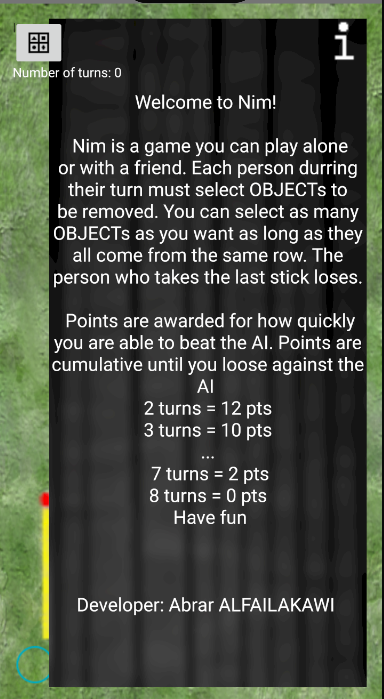 Number of turns: 0
Welcome to Nim!
Nim is a game you can play alone
or with a friend. Each person durring
their turn must select OBJECTs to
be removed. You can select as many
OBJECTs as you want as long as they
all come from the same row. The
person who takes the last stick loses.
Points are awarded for how quickly
you are able to beat the AI. Points are
cumulative until you loose against the
AI
2 turns = 12 pts
3 turns = 10 pts
...
7 turns = 2 pts
8 turns = 0 pts
Have fun
Developer: Abrar ALFAILAKAWI